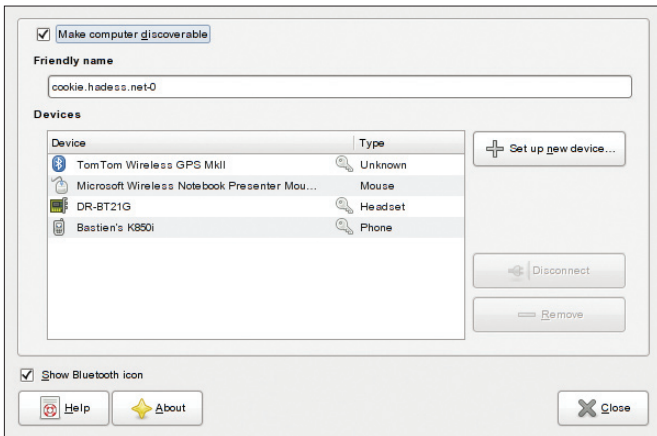 Make computer discoverable
Friendly name
cookie.hadess.net-0
Devices
Device Type
TomTom Wireless GPS MkII Unknown
Microsoft Wireless Notebook Presenter Mou... Mouse
DR-BT21G Headset
Bastien's K850i Phone
Set up new device...
Disconnect
Remove
Show Bluetooth icon
Help About Close